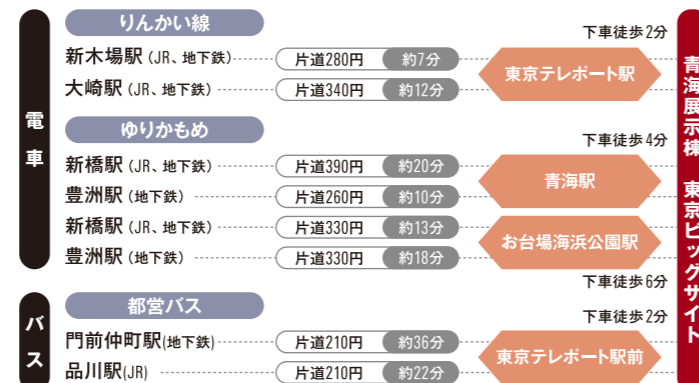 電車
りんかい線
下車徒歩2分
新木場駅(JR、地下鉄) 片道280円 約7分
東京テレポート駅
大崎駅(JR、地下鉄) 片道340円 約12分
ゆりかもめ
下車徒歩4分
新橋駅(JR、地下鉄) 片道390円 約20分
青海駅
豊洲駅(地下鉄) 片道260円 約10分
新橋駅(JR、地下鉄) 片道330円 約13分
お台場海浜公園駅
豊洲駅(地下鉄) 片道330円 約18分
下車徒歩6分
バス
都営バス
下車徒歩2分
門前仲町駅(地下鉄) 片道210円 約36分
東京テレポート駅前
品川駅(JR) 片道210円 約22分
青海展示棟 東京ビッグサイト